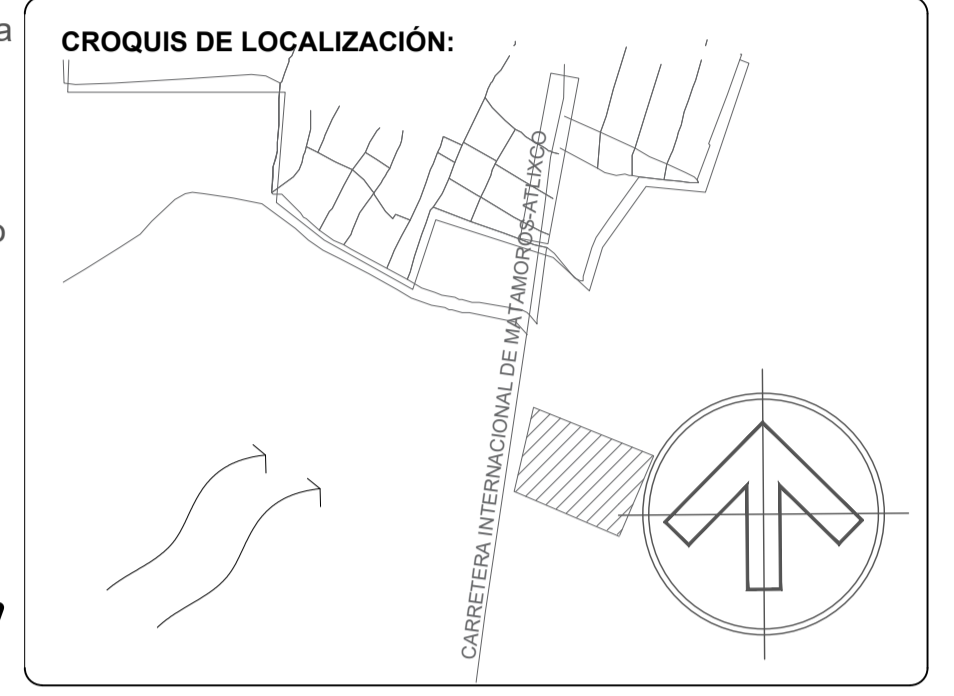 a
CROQUIS DE LOCALIZACIÓN:
CARRETERA INTERNACIONAL DE MATAMOROS-ATLIXCO
o